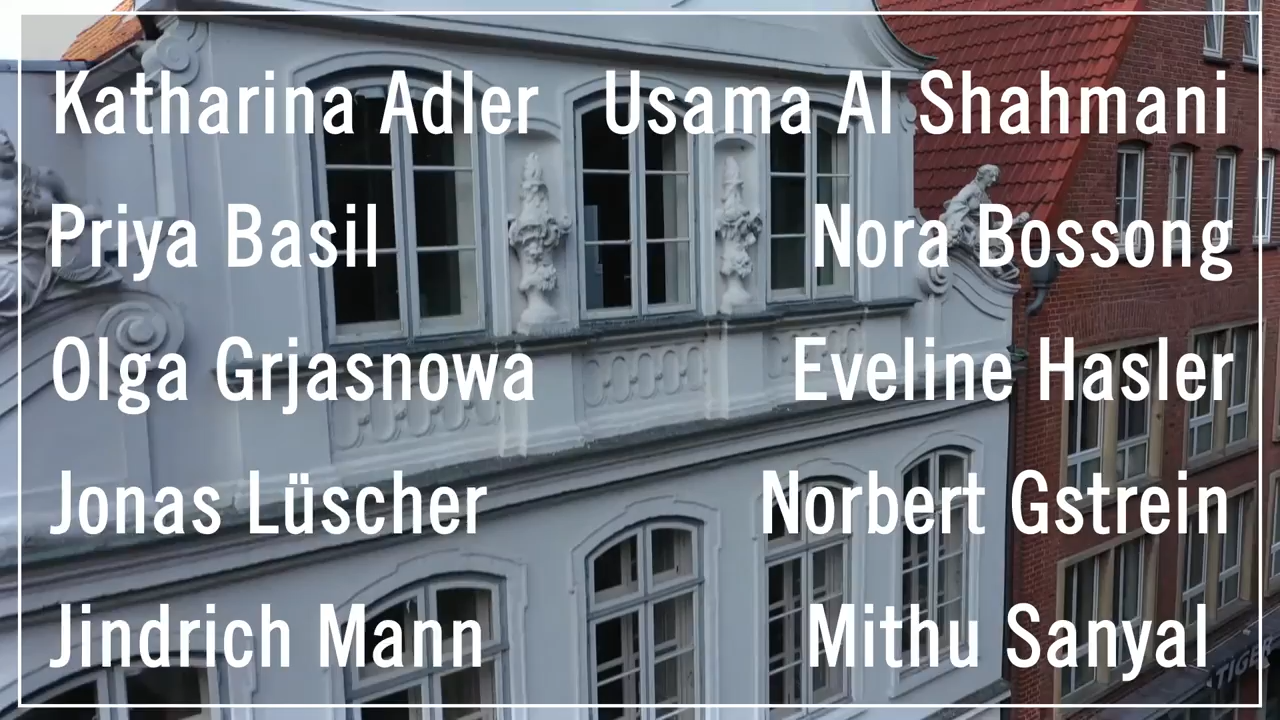 Katharina Adler Usama Al Shahmani
Priya Basil Nora Bossong
Olga Grjasnowa Eveline Hasler
Jonas Lüscher Norbert Gstrein
Jindrich Mann Mithu Sanyal
TIGER